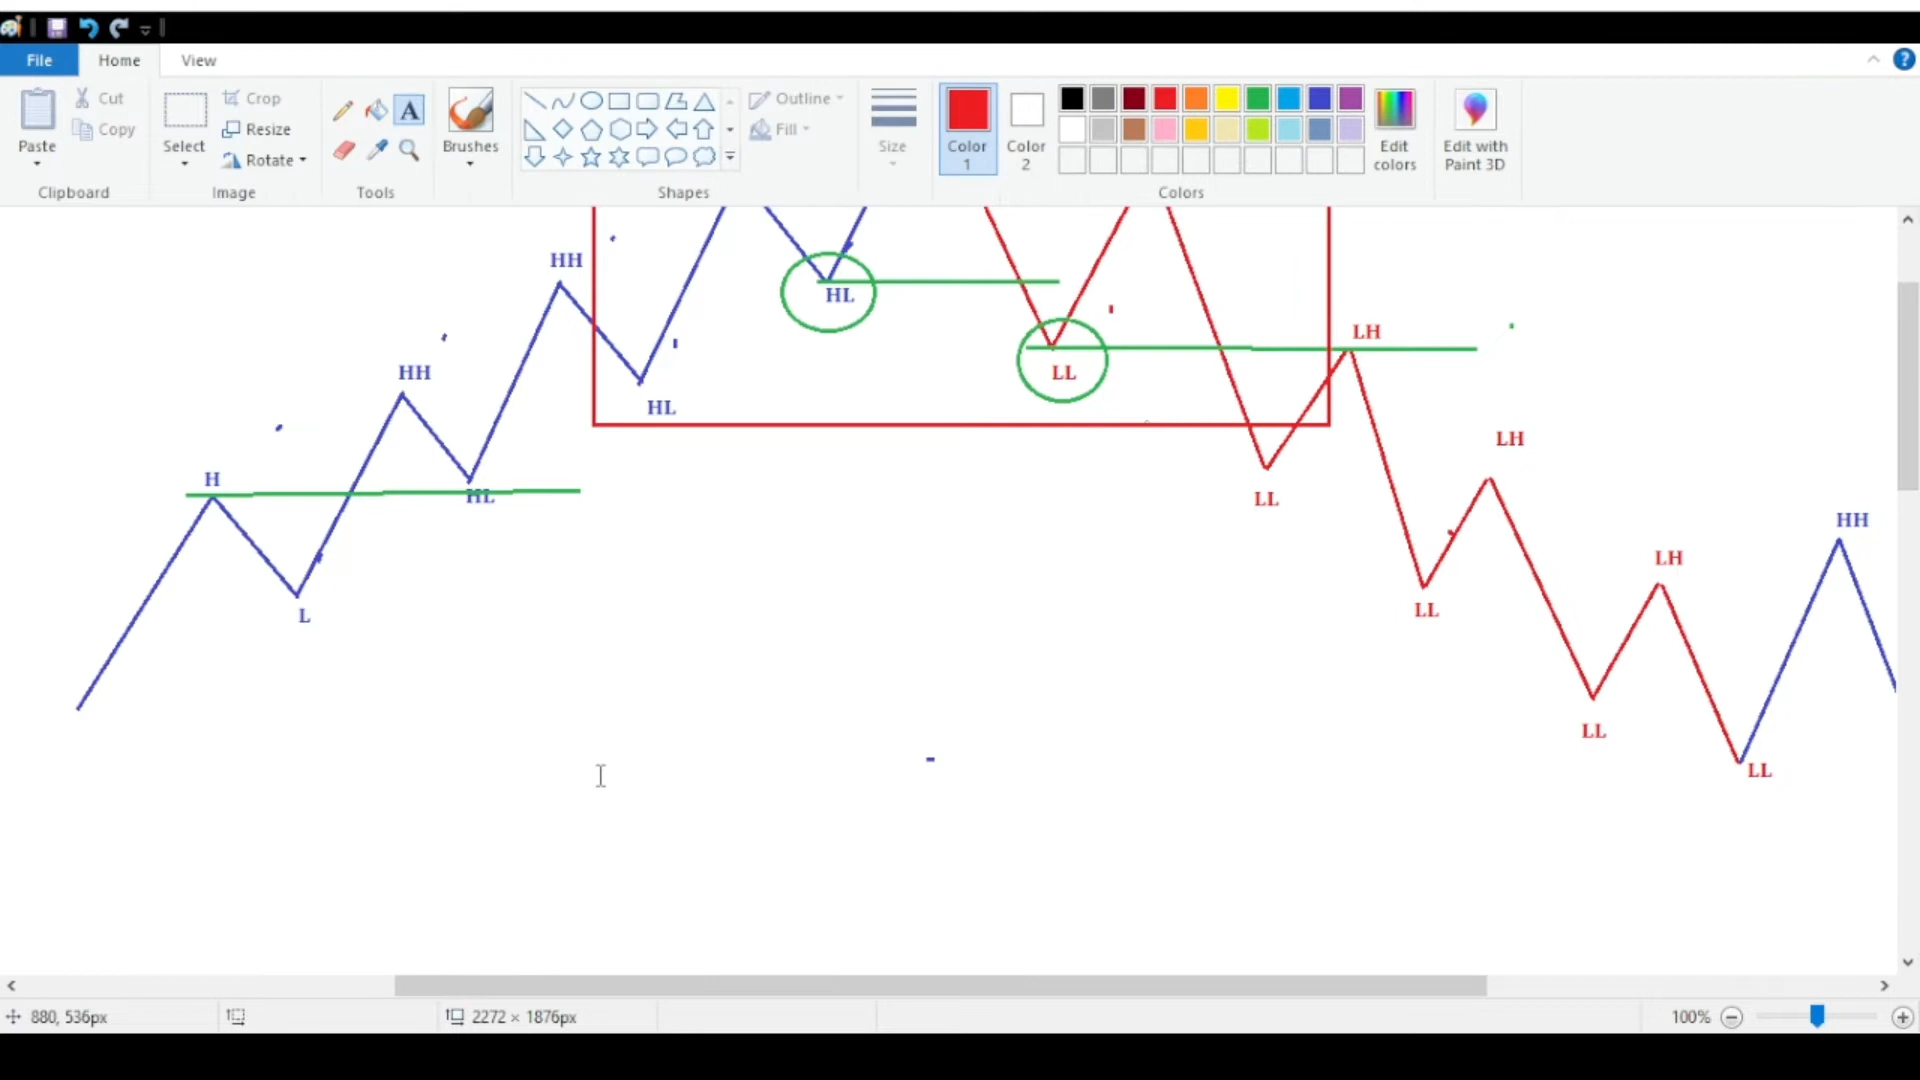 File Home View
Paste Cut Copy Clipboard
Select Crop Resize Rotate Image
A
Tools
Brushes
Shapes
Outline Fill
Size
Color 1
Color 2
Colors
Edit colors
Edit with Paint 3D
?
HH
HL
LH
HH
LL
HL
LH
H
HL
LL
HH
LH
L
LL
LL
LL
880, 536px
2272 × 1876px
100%